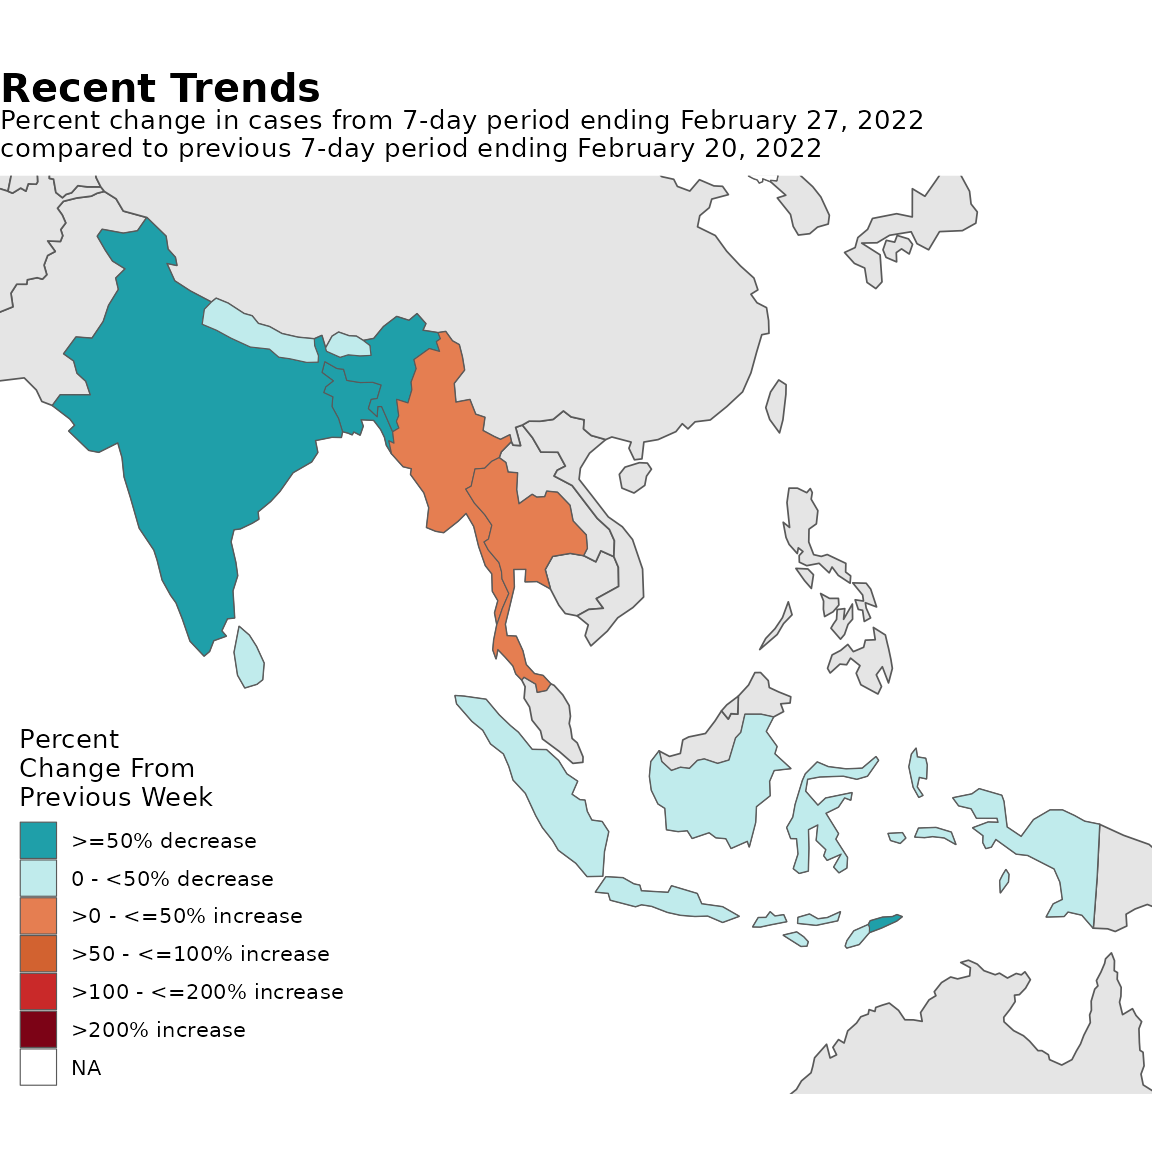 Recent Trends
Percent change in cases from 7-day period ending February 27, 2022
compared to previous 7-day period ending February 20, 2022
Percent
Change From
Previous Week
>=50% decrease
0 - <50% decrease
>0 - <=50% increase
>50 - <=100% increase
>100 - <=200% increase
>200% increase
NA